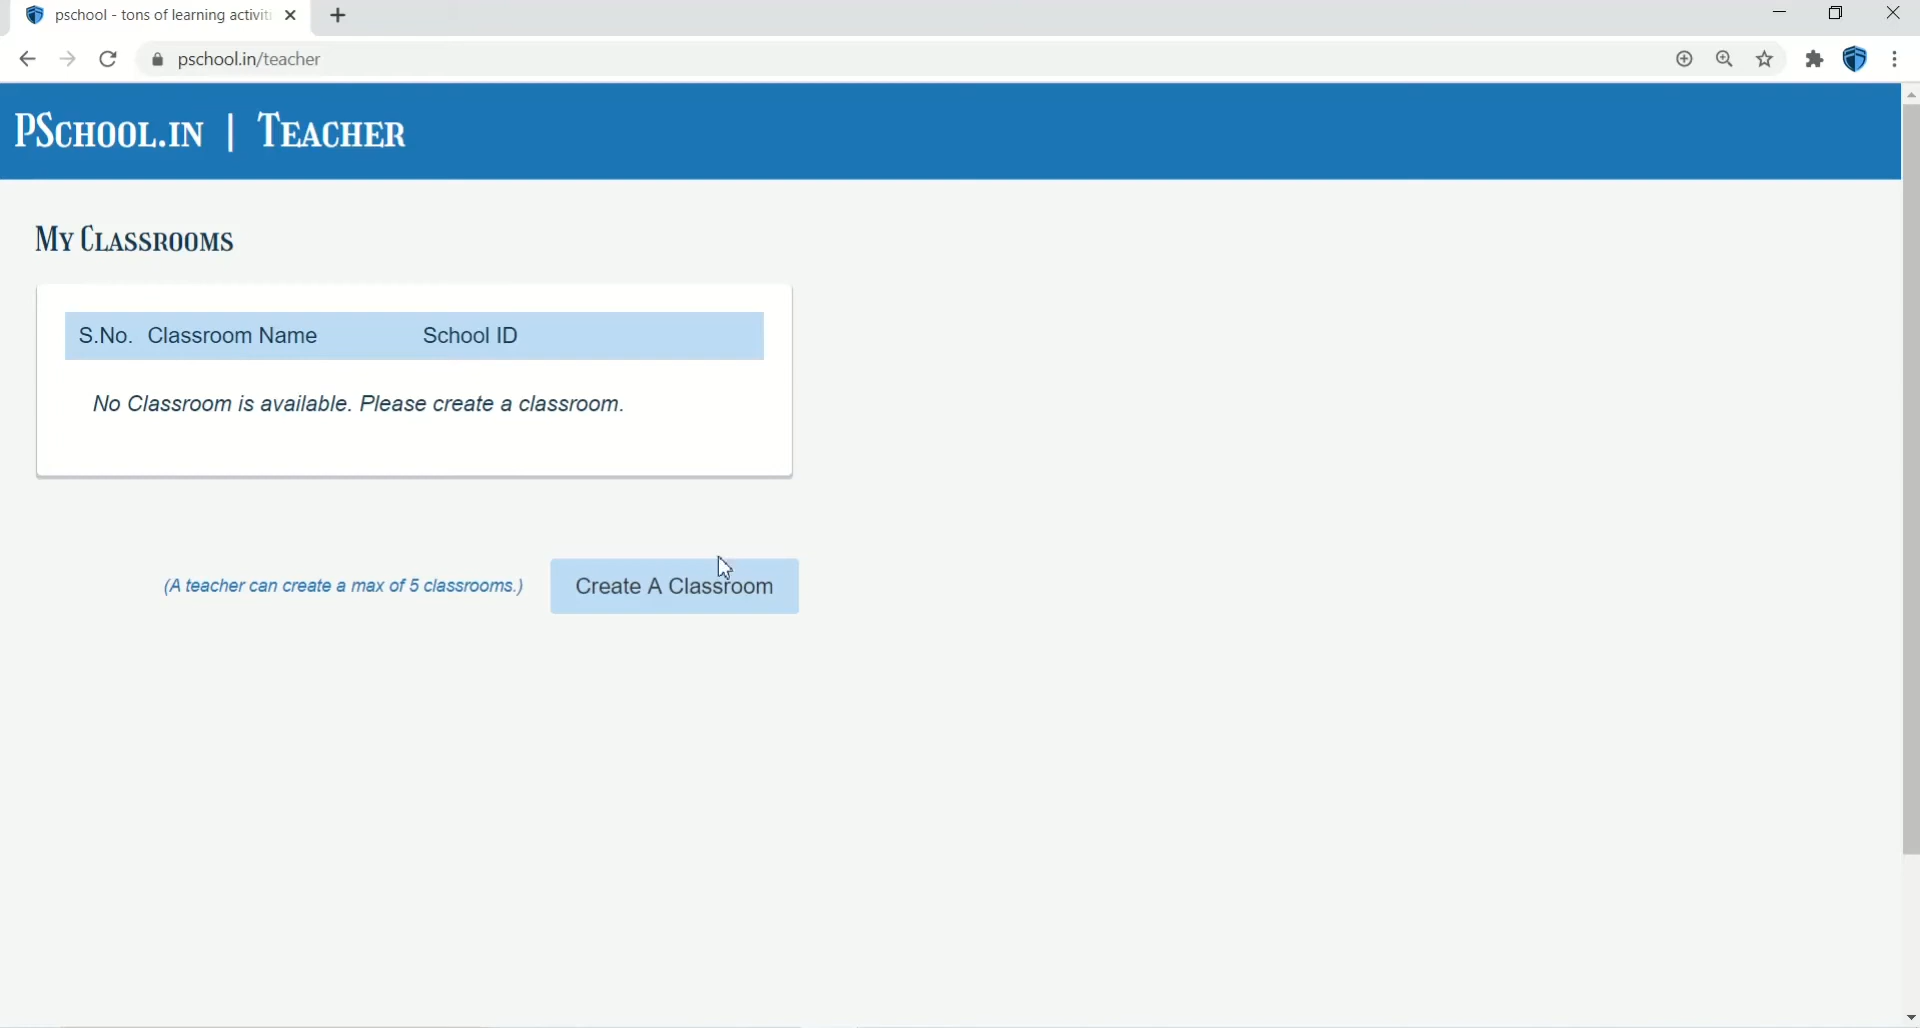 pschool - tons of learning activit
pschool.in/teacher
PSchool.in | Teacher
My Classrooms
S.No. Classroom Name School ID
No Classroom is available. Please create a classroom.
(A teacher can create a max of 5 classrooms.) Create A Classroom